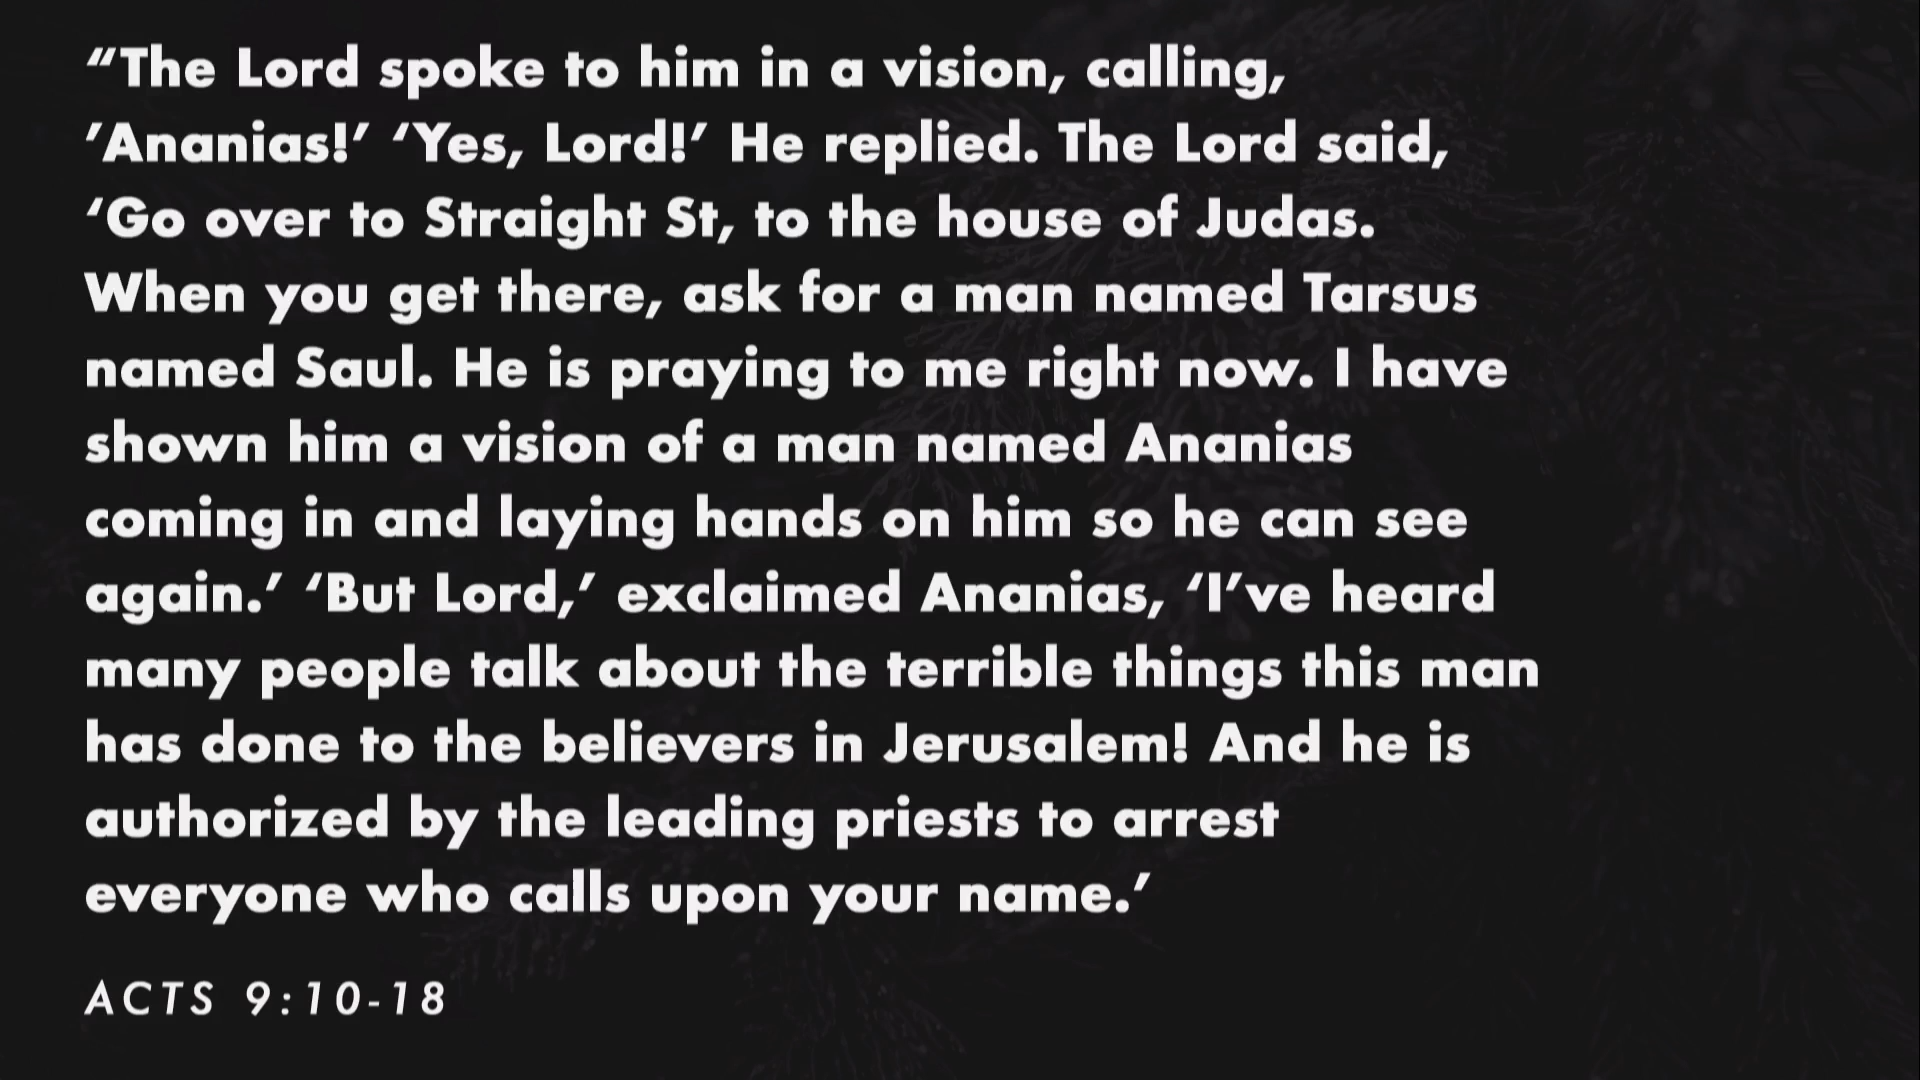 “The Lord spoke to him in a vision, calling,
’Ananias!’ ‘Yes, Lord!’ He replied. The Lord said,
‘Go over to Straight St, to the house of Judas.
When you get there, ask for a man named Tarsus
named Saul. He is praying to me right now. I have
shown him a vision of a man named Ananias
coming in and laying hands on him so he can see
again.’ ‘But Lord,’ exclaimed Ananias, ‘I’ve heard
many people talk about the terrible things this man
has done to the believers in Jerusalem! And he is
authorized by the leading priests to arrest
everyone who calls upon your name.’
ACTS 9:10-18